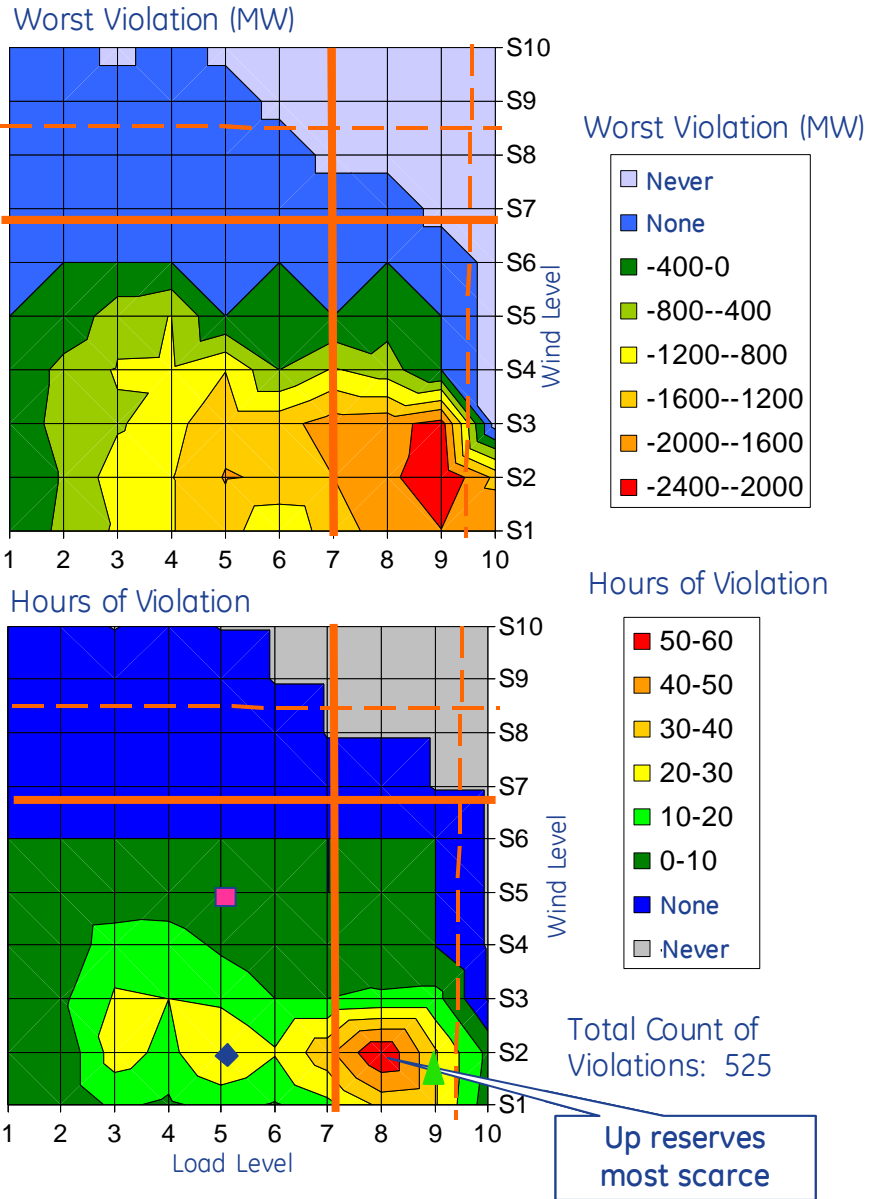 Worst Violation (MW)
S10
S9
S8
S7
S6
S5
S4
S3
S2
S1
Wind Level
1 2 3 4 5 6 7 8 9 10
Worst Violation (MW)
Never
None
-400-0
-800--400
-1200--800
-1600--1200
-2000--1600
-2400--2000
Hours of Violation
S10
S9
S8
S7
S6
S5
S4
S3
S2
S1
Wind Level
1 2 3 4 5 6 7 8 9 10
Load Level
Hours of Violation
50-60
40-50
30-40
20-30
10-20
0-10
None
Never
Total Count of
Violations: 525
Up reserves
most scarce